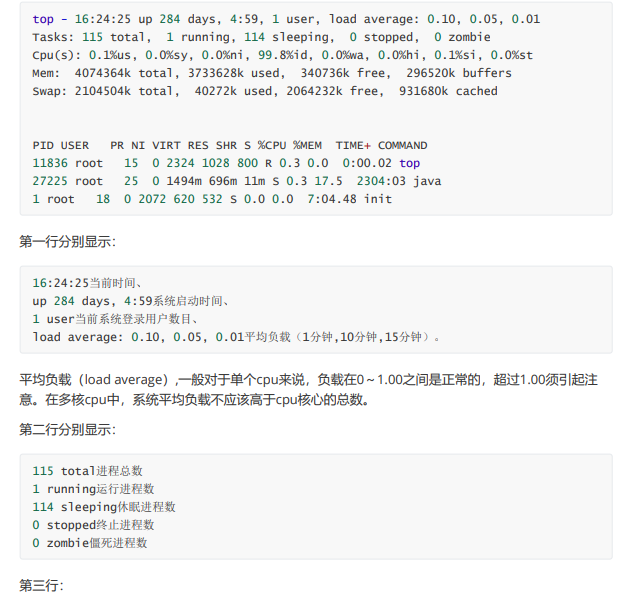 top - 16:24:25 up 284 days, 4:59, 1 user, load average: 0.10, 0.05, 0.01
Tasks: 115 total, 1 running, 114 sleeping, 0 stopped, 0 zombie
Cpu(s): 0.1%us, 0.0%sy, 0.0%ni, 99.8%id, 0.0%wa, 0.0%hi, 0.1%si, 0.0%st
Mem: 4074364k total, 3733628k used, 340736k free, 296520k buffers
Swap: 2104504k total, 40272k used, 2064232k free, 931680k cached
PID USER PR NI VIRT RES SHR S %CPU %MEM TIME+ COMMAND
11836 root 15 0 2324 1028 800 R 0.3 0.0 0:00.02 top
27225 root 25 0 1494m 696m 11m S 0.3 17.5 2304:03 java
1 root 18 0 2072 620 532 S 0.0 0.0 7:04.48 init
第一行分别显示：
16:24:25当前时间、
up 284 days, 4:59系统启动时间、
1 user当前系统登录用户数目、
load average: 0.10, 0.05, 0.01平均负载（1分钟,10分钟,15分钟）。
平均负载（load average）,一般对于单个cpu来说，负载在0～1.00之间是正常的，超过1.00须引起注
意。在多核cpu中，系统平均负载不应该高于cpu核心的总数。
第二行分别显示：
115 total进程总数
1 running运行进程数
114 sleeping休眠进程数
0 stopped终止进程数
0 zombie僵死进程数
第三行：